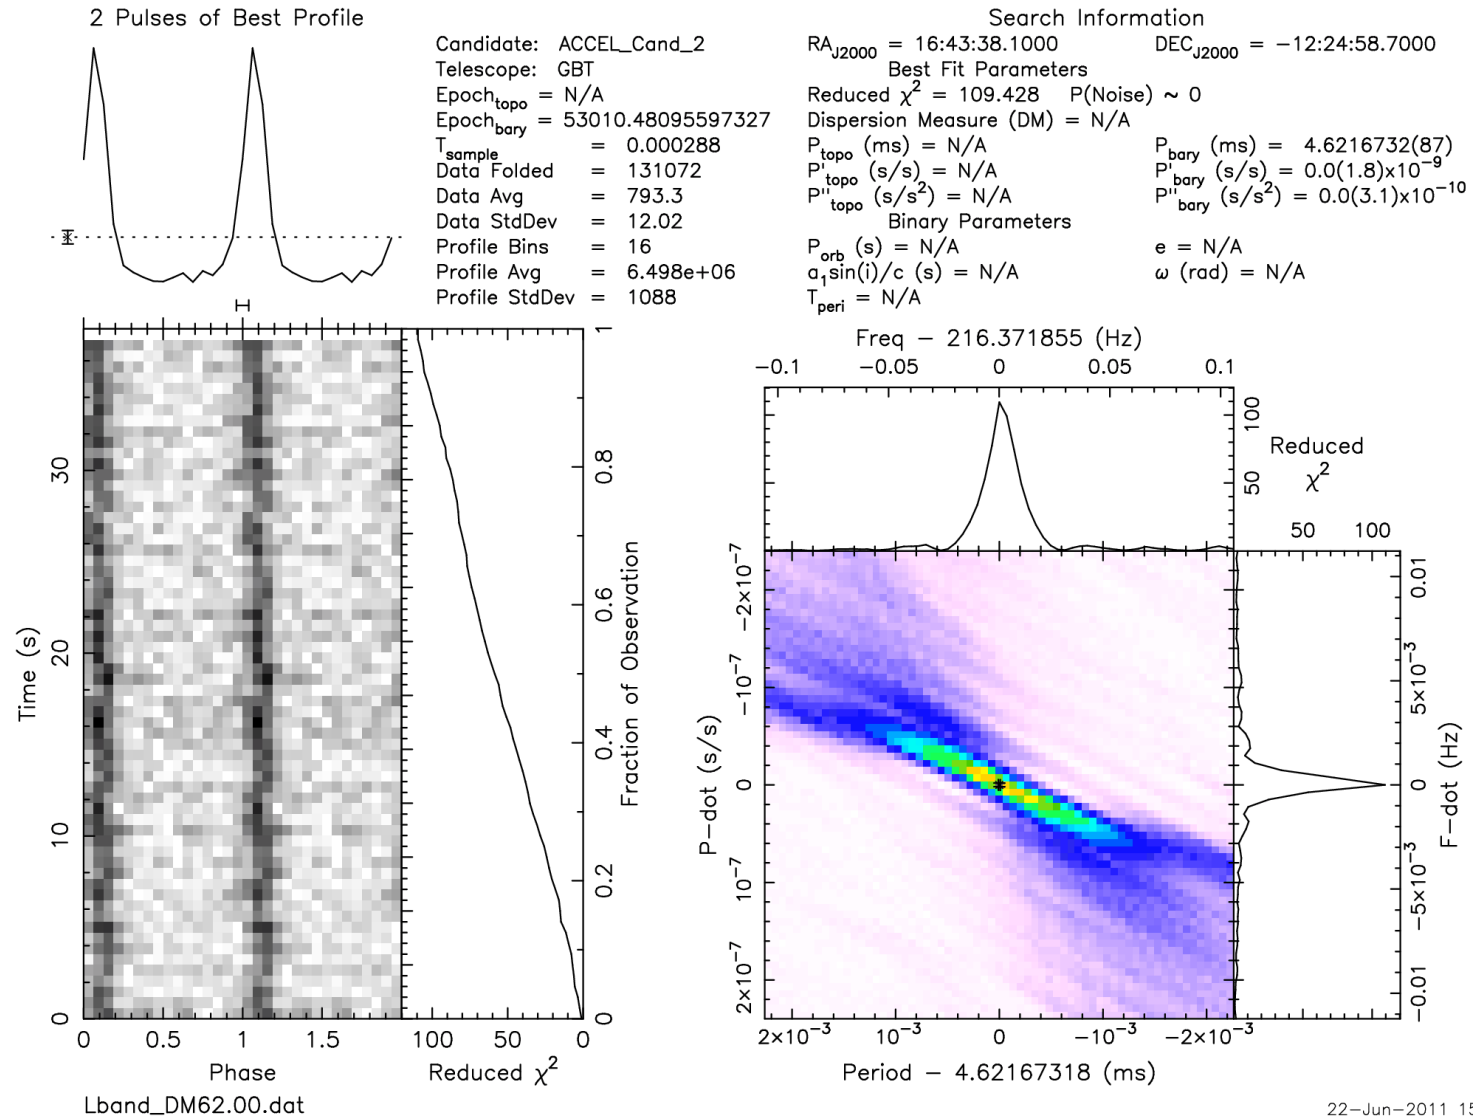 2 Pulses of Best Profile
Candidate: ACCEL_Cand_2
Telescope: GBT
Epoch_topo = N/A
Epoch_bary = 53010.48095597327
T_sample = 0.000288
Data Folded = 131072
Data Avg = 793.3
Data StdDev = 12.02
Profile Bins = 16
Profile Avg = 6.498e+06
Profile StdDev = 1088
Search Information
RA_J2000 = 16:43:38.1000 DEC_J2000 = −12:24:58.7000
Best Fit Parameters
Reduced χ² = 109.428 P(Noise) ~ 0
Dispersion Measure (DM) = N/A
P_topo (ms) = N/A P_bary (ms) = 4.6216732(87)
P'_topo (s/s) = N/A P'_bary (s/s) = 0.0(1.8)x10⁻⁹
P''_topo (s/s²) = N/A P''_bary (s/s²) = 0.0(3.1)x10⁻¹⁰
Binary Parameters
P_orb (s) = N/A e = N/A
a₁sin(i)/c (s) = N/A ω (rad) = N/A
T_peri = N/A
0 10 20 30
Time (s)
0 0.5 1 1.5
Phase
100 50 0
Reduced χ²
0 0.2 0.4 0.6 0.8 1
Fraction of Observation
Freq − 216.371855 (Hz)
−0.1 −0.05 0 0.05 0.1
50 100
Reduced
χ²
50 100
−2×10⁻⁷ −10⁻⁷ 0 10⁻⁷ 2×10⁻⁷
P−dot (s/s)
0.01 5×10⁻³ 0 −5×10⁻³ −0.01
F−dot (Hz)
2×10⁻³ 10⁻³ 0 −10⁻³ −2×10⁻³
Period − 4.62167318 (ms)
Lband_DM62.00.dat
22−Jun−2011 15